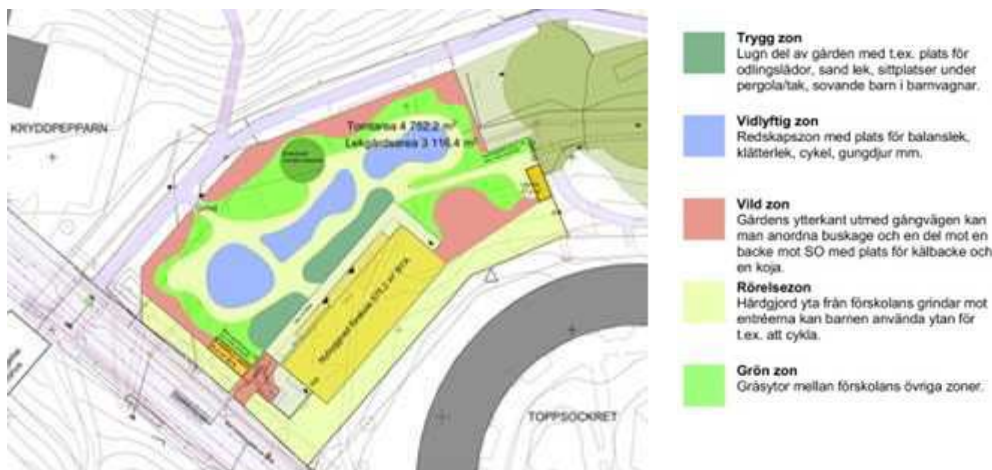 KRYDDPEPPARN
Tomtarea 4 752.2 m²
Lekgårdsarea 3 116.4 m²
TOPPSOCKRET
Trygg zon
Lugn del av gården med t.ex. plats för
odlingslådor, sand lek, sittplatser under
pergola/tak, sovande barn i barnvagnar.
Vidlyftig zon
Redskapszon med plats för balanslek,
klätterlek, cykel, gungdjur mm.
Vild zon
Gårdens ytterkant utmed gångvägen kan
man anordna buskage och en del mot en
backe mot SO med plats för kälbacke och
en koja.
Rörelsezon
Hårdgjord yta från förskolans grindar mot
entréerna kan barnen använda ytan för
t.ex. att cykla.
Grön zon
Gräsytor mellan förskolans övriga zoner.